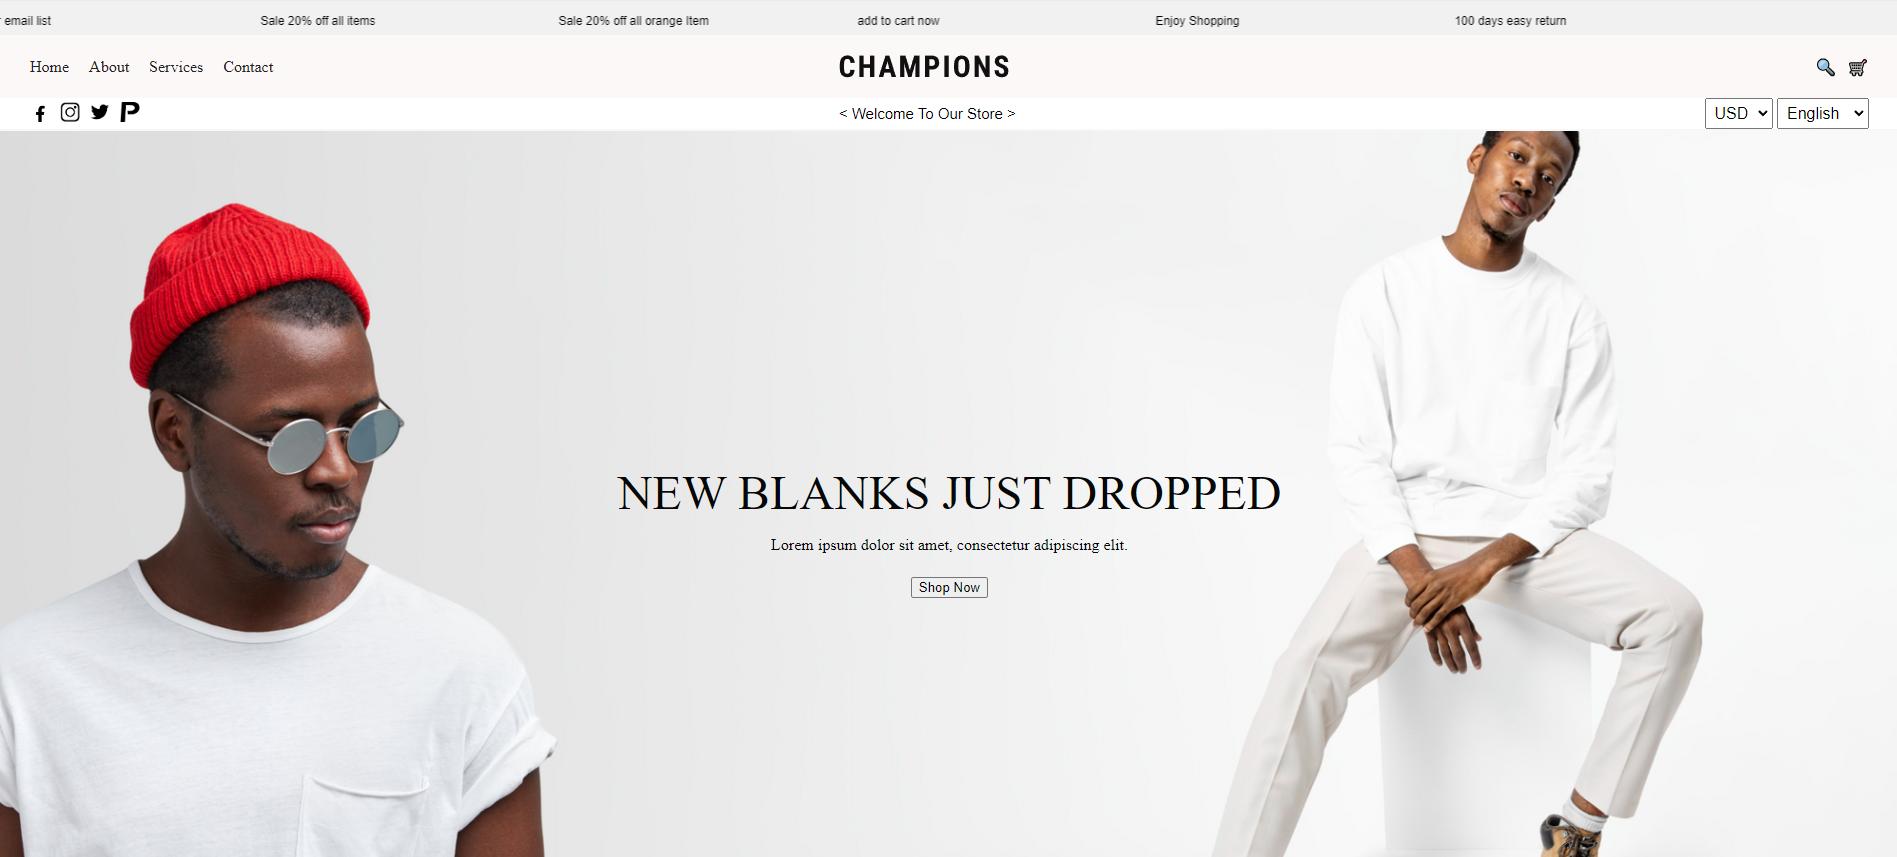 email list Sale 20% off all items Sale 20% off all orange Item add to cart now Enjoy Shopping 100 days easy return
Home About Services Contact CHAMPIONS
< Welcome To Our Store > USD English
NEW BLANKS JUST DROPPED
Lorem ipsum dolor sit amet, consectetur adipiscing elit.
Shop Now